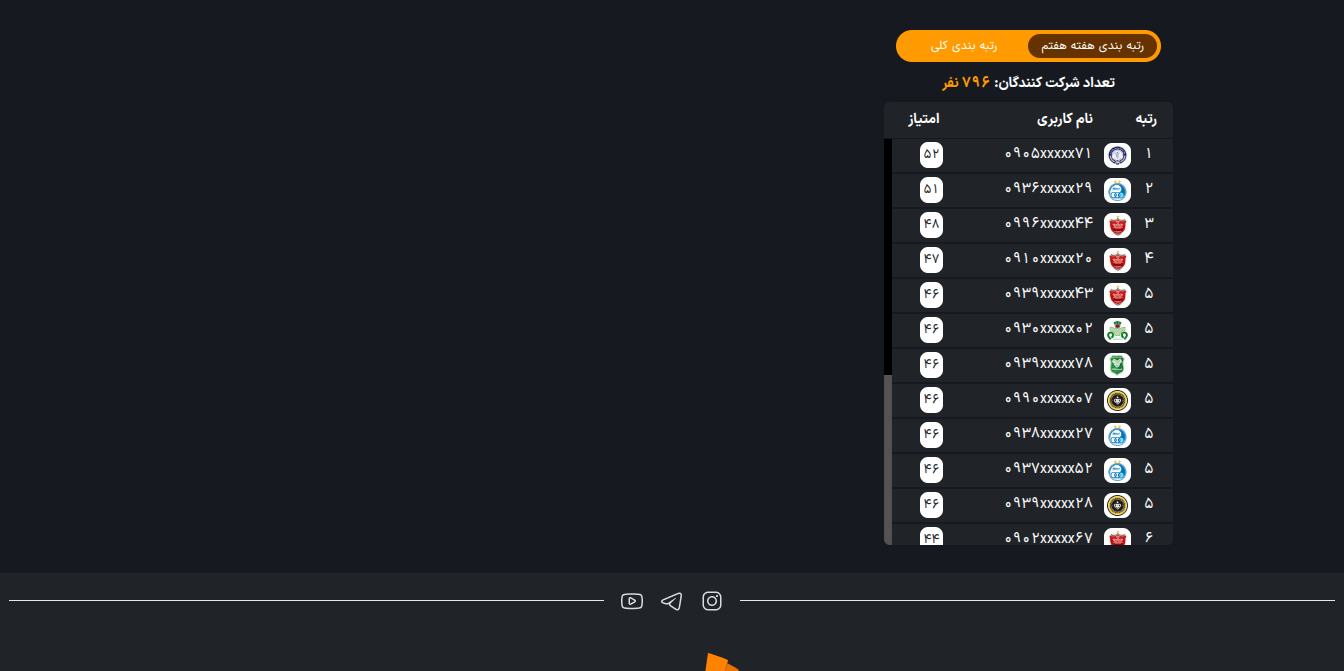 رتبه بندی هفته هفتم رتبه بندی کلی
تعداد شرکت کنندگان: ۷۹۶ نفر
رتبه نام کاربری امتیاز
۱ ۰۹۰۵xxxxx۷۱ ۵۲
۲ ۰۹۳۶xxxxx۲۹ ۵۱
۳ ۰۹۹۶xxxxx۴۴ ۴۸
۴ ۰۹۱۰xxxxx۲۰ ۴۷
۵ ۰۹۳۹xxxxx۴۳ ۴۶
۵ ۰۹۳۰xxxxx۰۲ ۴۶
۵ ۰۹۳۹xxxxx۷۸ ۴۶
۵ ۰۹۹۰xxxxx۰۷ ۴۶
۵ ۰۹۳۸xxxxx۲۷ ۴۶
۵ ۰۹۳۷xxxxx۵۲ ۴۶
۵ ۰۹۳۹xxxxx۲۸ ۴۶
۶ ۰۹۰۲xxxxx۶۷ ۴۴